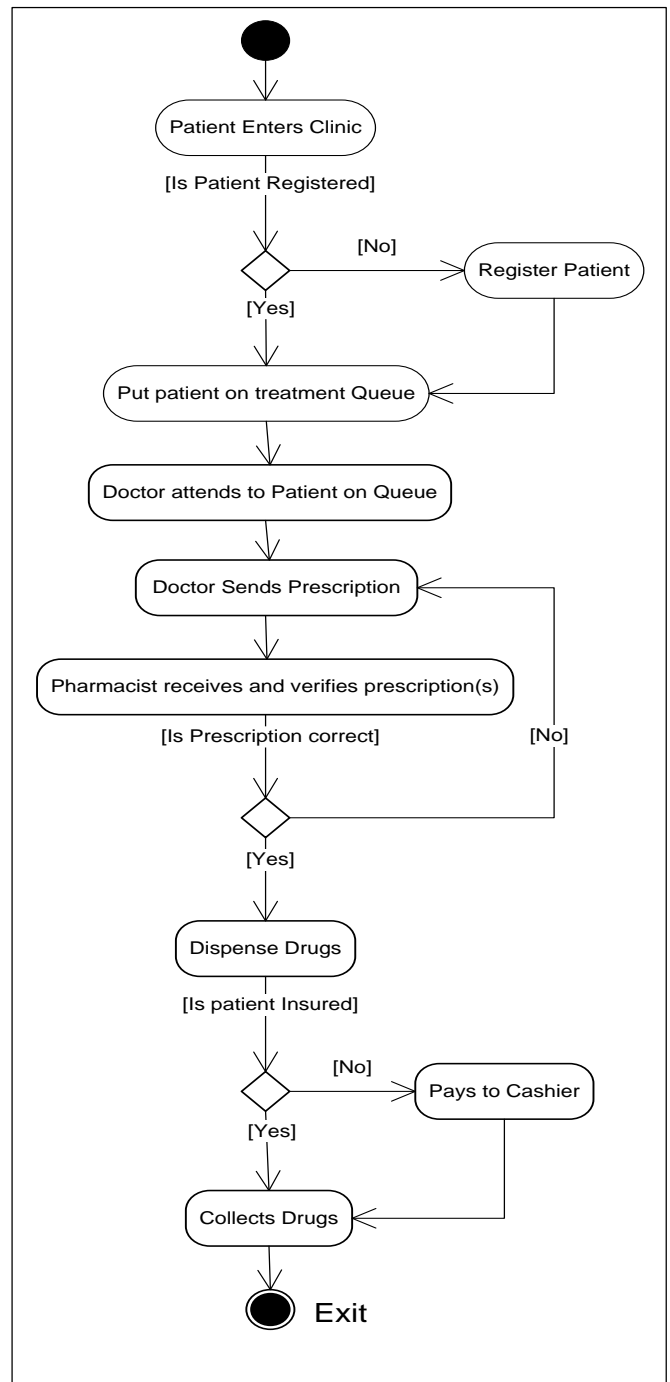 Patient Enters Clinic
[Is Patient Registered]
[No]
Register Patient
[Yes]
Put patient on treatment Queue
Doctor attends to Patient on Queue
Doctor Sends Prescription
Pharmacist receives and verifies prescription(s)
[Is Prescription correct]
[No]
[Yes]
Dispense Drugs
[Is patient Insured]
[No]
Pays to Cashier
[Yes]
Collects Drugs
Exit